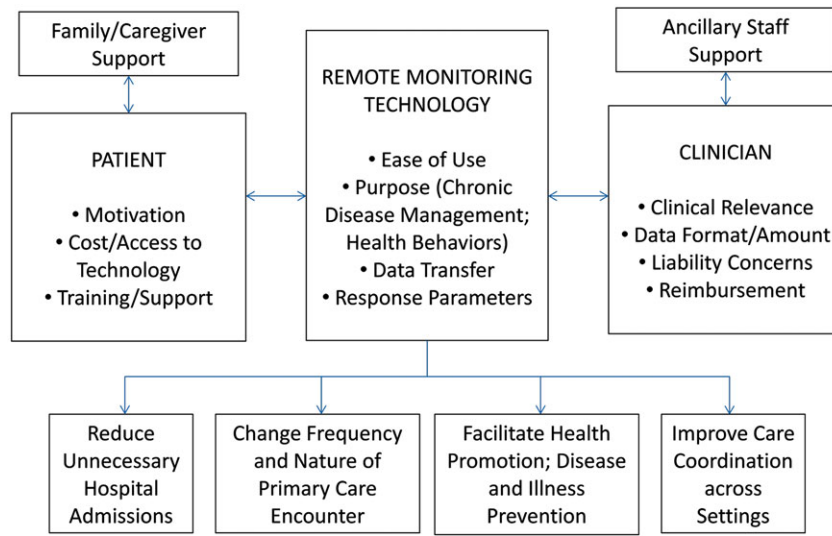 Family/Caregiver
Support
PATIENT
• Motivation
• Cost/Access to
Technology
• Training/Support
REMOTE MONITORING
TECHNOLOGY
• Ease of Use
• Purpose (Chronic
Disease Management;
Health Behaviors)
• Data Transfer
• Response Parameters
Ancillary Staff
Support
CLINICIAN
• Clinical Relevance
• Data Format/Amount
• Liability Concerns
• Reimbursement
Reduce
Unnecessary
Hospital
Admissions
Change Frequency
and Nature of
Primary Care
Encounter
Facilitate Health
Promotion; Disease
and Illness
Prevention
Improve Care
Coordination
across
Settings